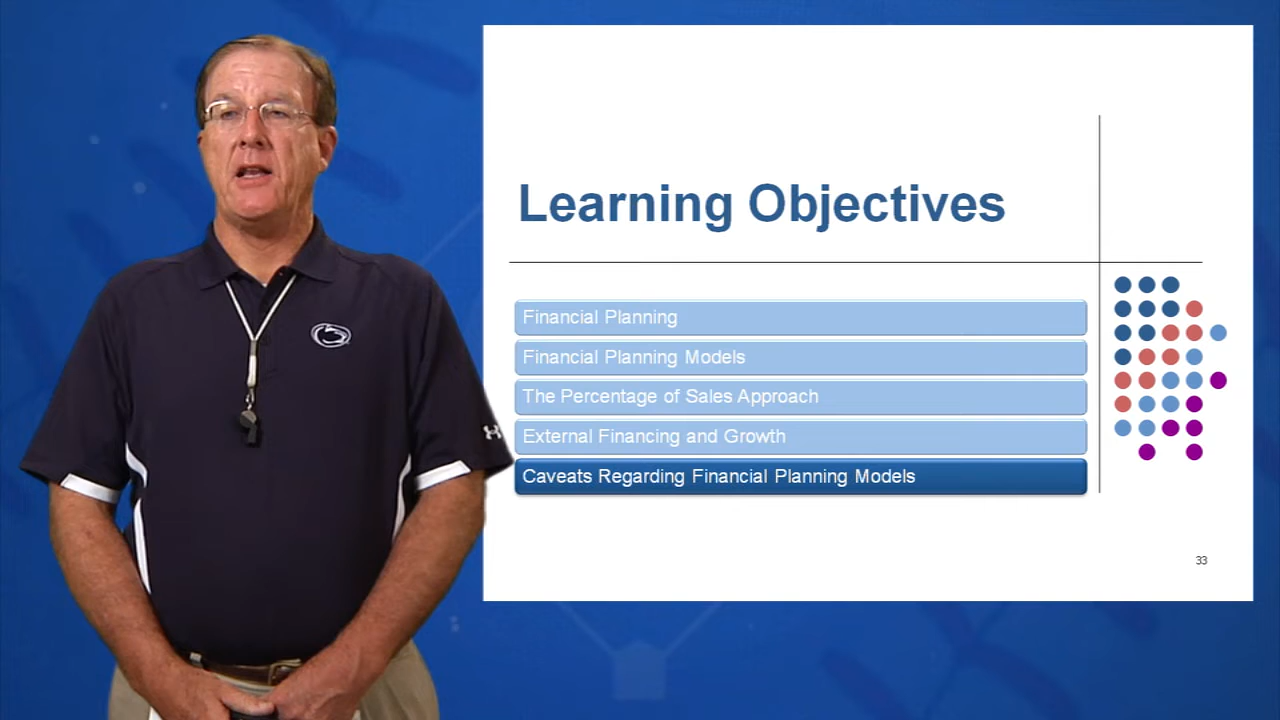 Learning Objectives
Financial Planning
Financial Planning Models
The Percentage of Sales Approach
External Financing and Growth
Caveats Regarding Financial Planning Models
33